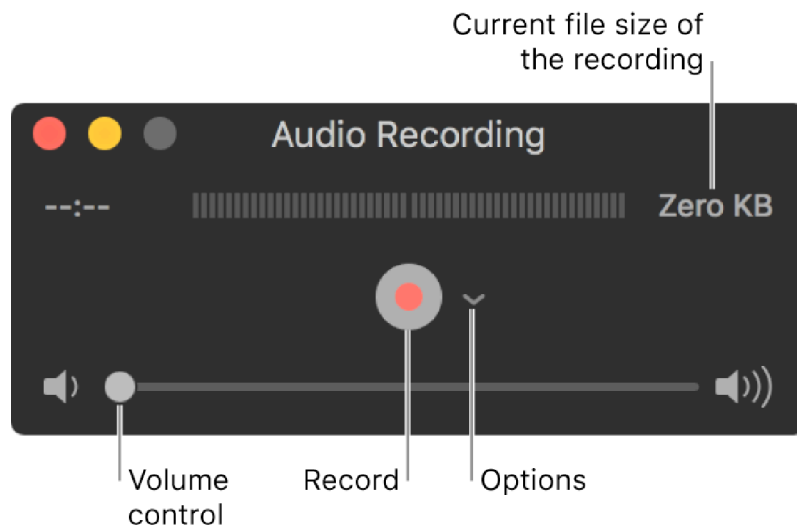 Current file size of
the recording
Audio Recording
--:--
Zero KB
Volume
control
Record
Options